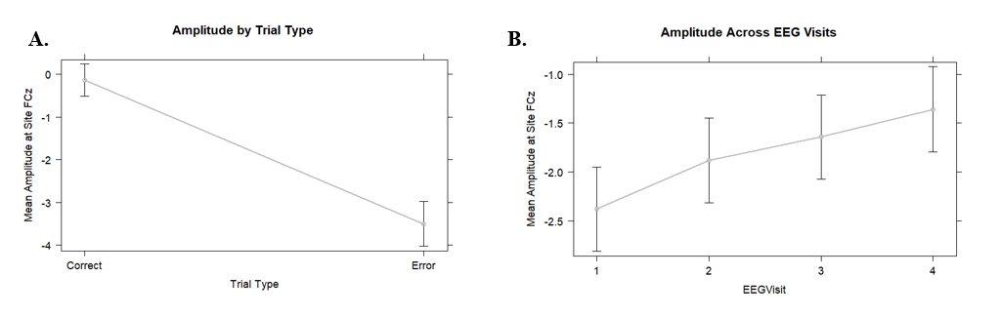 A.
Amplitude by Trial Type
Mean Amplitude at Site FCz
0
-1
-2
-3
-4
Correct
Error
Trial Type
B.
Amplitude Across EEG Visits
Mean Amplitude at Site FCz
-1.0
-1.5
-2.0
-2.5
1
2
3
4
EEGVisit